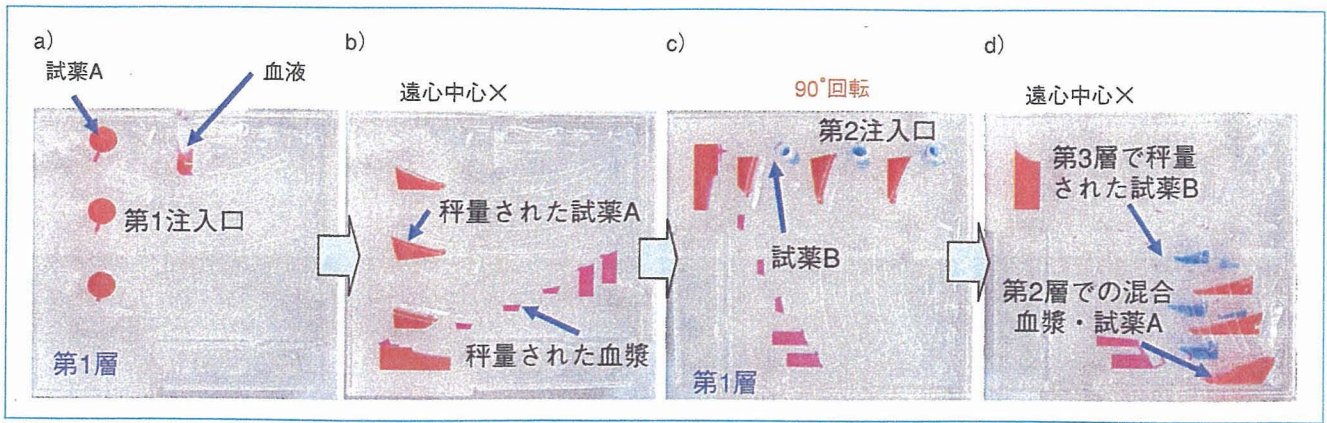 a)
試薬A
血液
第1注入口
第1層
b)
遠心中心×
秤量された試薬A
秤量された血漿
c)
90°回転
第2注入口
試薬B
第1層
d)
遠心中心×
第3層で秤量
された試薬B
第2層での混合
血漿・試薬A